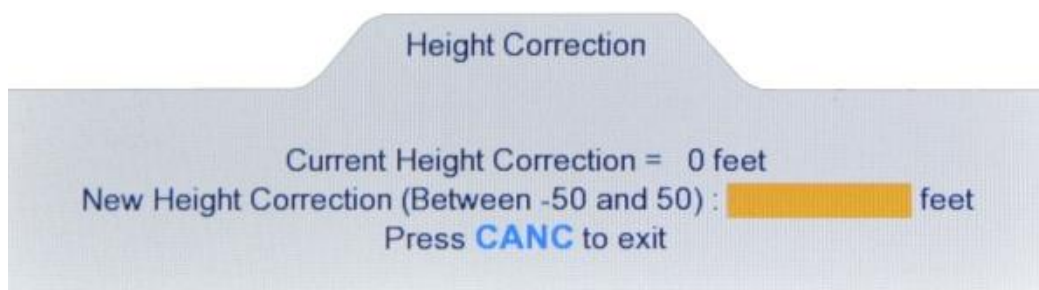 Height Correction
Current Height Correction = 0 feet
New Height Correction (Between -50 and 50) : feet
Press CANC to exit